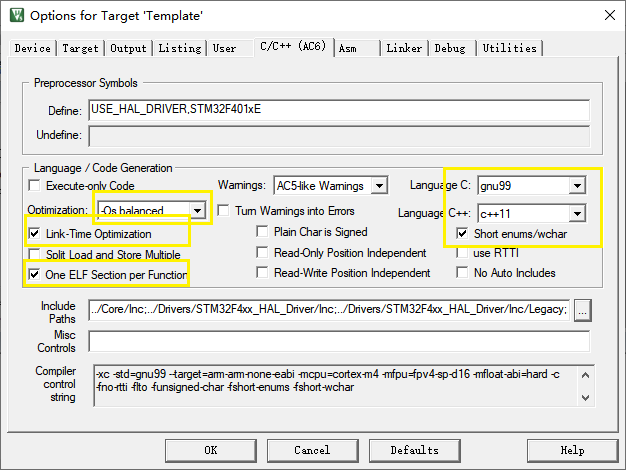 Options for Target 'Template'
Device Target Output Listing User C/C++ (AC6) Asm Linker Debug Utilities
Preprocessor Symbols
Define: USE_HAL_DRIVER,STM32F401xE
Undefine:
Language / Code Generation
Execute-only Code Warnings: AC5-like Warnings Language C: gnu99
Optimization: -Os balanced Turn Warnings into Errors Language C++: c++11
Link-Time Optimization Plain Char is Signed Short enums/wchar
Split Load and Store Multiple Read-Only Position Independent use RTTI
One ELF Section per Function Read-Write Position Independent No Auto Includes
Include Paths ../Core/Inc;../Drivers/STM32F4xx_HAL_Driver/Inc;../Drivers/STM32F4xx_HAL_Driver/Inc/Legacy; ...
Misc Controls
Compiler control string
-xc -std=gnu99 --target=arm-arm-none-eabi -mcpu=cortex-m4 -mfpu=fpv4-sp-d16 -mfloat-abi=hard -c
-fno-rtti -flto -funsigned-char -fshort-enums -fshort-wchar
OK Cancel Defaults Help